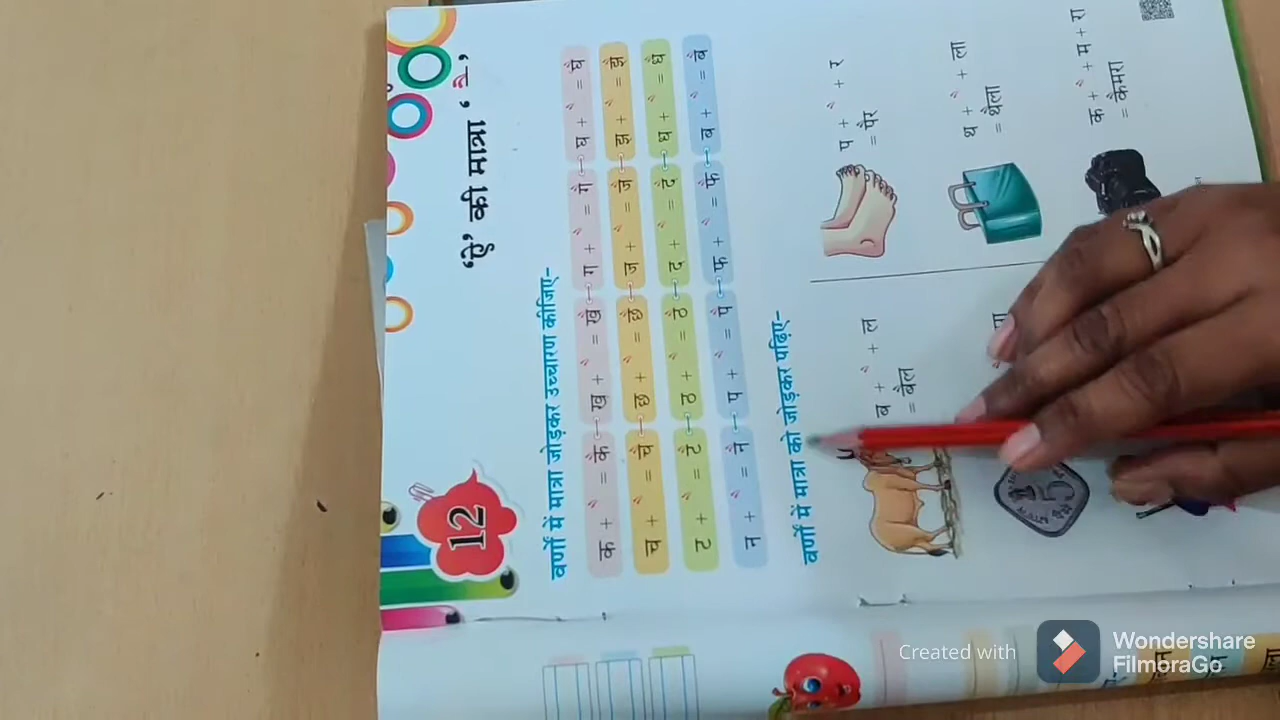 12
'ऐ' की मात्रा ' ै '
वर्णों में मात्रा जोड़कर उच्चारण कीजिए-
क + ै = कै — ख + ै = खै — ग + ै = गै — घ + ै = घै
च + ै = चै — छ + ै = छै — ज + ै = जै — झ + ै = झै
ट + ै = टै — ठ + ै = ठै — द + ै = दै — ध + ै = धै
न + ै = नै — प + ै = पै — फ + ै = फै — ब + ै = बै
वर्णों में मात्रा को जोड़कर पढ़िए-
ब + ै + ल
= बैल
प + ै + र
= पैर
थ + ै + ला
= थैला
क + ै + म + रा
= कैमरा
Created with
Wondershare
FilmoraGo